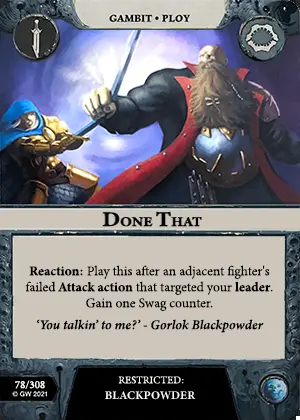 GAMBIT • PLOY
DONE THAT
Reaction: Play this after an adjacent fighter's
failed Attack action that targeted your leader.
Gain one Swag counter.
‘You talkin’ to me?’ - Gorlok Blackpowder
78/308
© GW 2021
RESTRICTED:
BLACKPOWDER